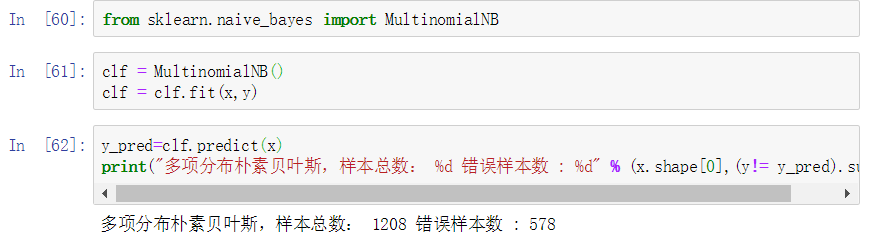 In [60]: from sklearn.naive_bayes import MultinomialNB
In [61]: clf = MultinomialNB()
clf = clf.fit(x,y)
In [62]: y_pred=clf.predict(x)
print("多项分布朴素贝叶斯，样本总数： %d 错误样本数 : %d" % (x.shape[0],(y!= y_pred).su
多项分布朴素贝叶斯，样本总数： 1208 错误样本数 : 578